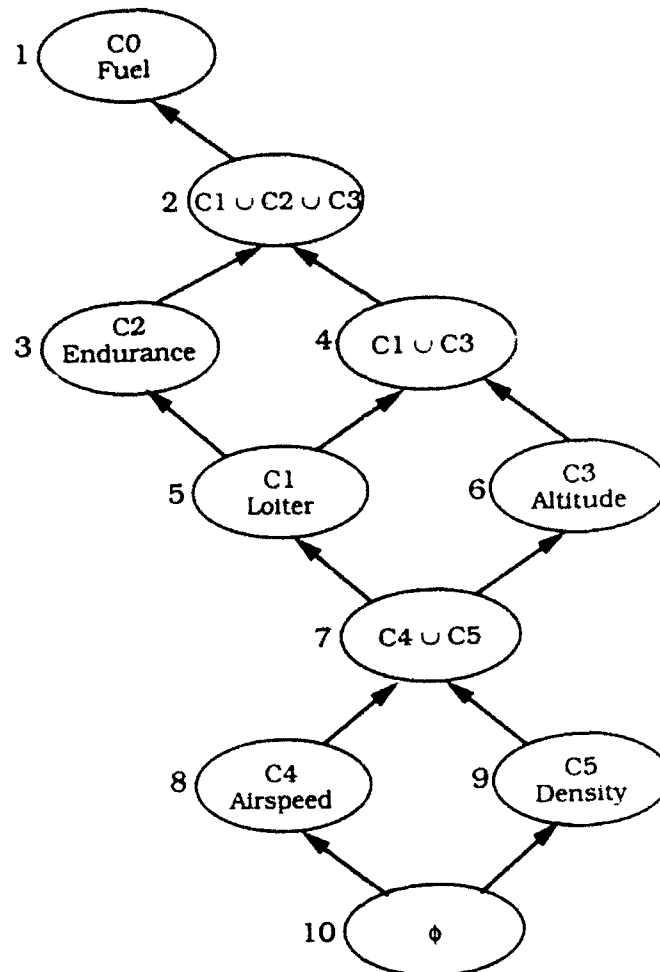 1 C0
Fuel
2 C1 ∪ C2 ∪ C3
3 C2
Endurance
4 C1 ∪ C3
5 C1
Loiter
6 C3
Altitude
7 C4 ∪ C5
8 C4
Airspeed
9 C5
Density
10 ϕ